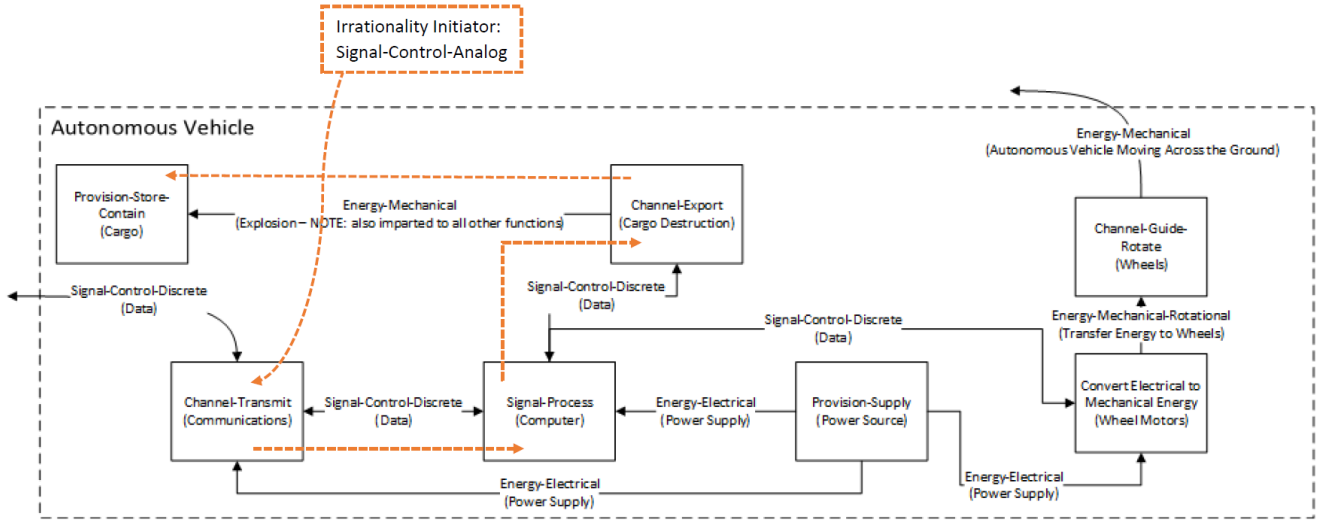 Irrationality Initiator:
Signal-Control-Analog
Autonomous Vehicle
Energy-Mechanical
(Autonomous Vehicle Moving Across the Ground)
Provision-Store-
Contain
(Cargo)
Energy-Mechanical
(Explosion – NOTE: also imparted to all other functions)
Channel-Export
(Cargo Destruction)
Channel-Guide-
Rotate
(Wheels)
Signal-Control-Discrete
(Data)
Signal-Control-Discrete
(Data)
Signal-Control-Discrete
(Data)
Energy-Mechanical-Rotational
(Transfer Energy to Wheels)
Channel-Transmit
(Communications)
Signal-Control-Discrete
(Data)
Signal-Process
(Computer)
Energy-Electrical
(Power Supply)
Provision-Supply
(Power Source)
Convert Electrical to
Mechanical Energy
(Wheel Motors)
Energy-Electrical
(Power Supply)
Energy-Electrical
(Power Supply)